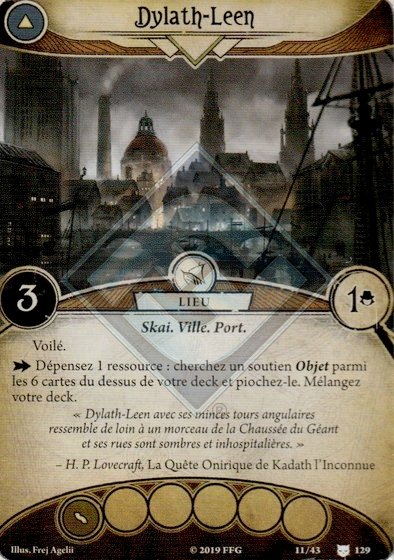 Dylath-Leen
3
LIEU
1
Skai. Ville. Port.
Voilé.
Dépensez 1 ressource : cherchez un soutien Objet parmi
les 6 cartes du dessus de votre deck et piochez-le. Mélangez
votre deck.
« Dylath-Leen avec ses minces tours angulaires
ressemble de loin à un morceau de la Chaussée du Géant
et ses rues sont sombres et inhospitalières. »
– H. P. Lovecraft, La Quête Onirique de Kadath l'Inconnue
Illus. Frej Agelii
© 2019 FFG
11/43
129